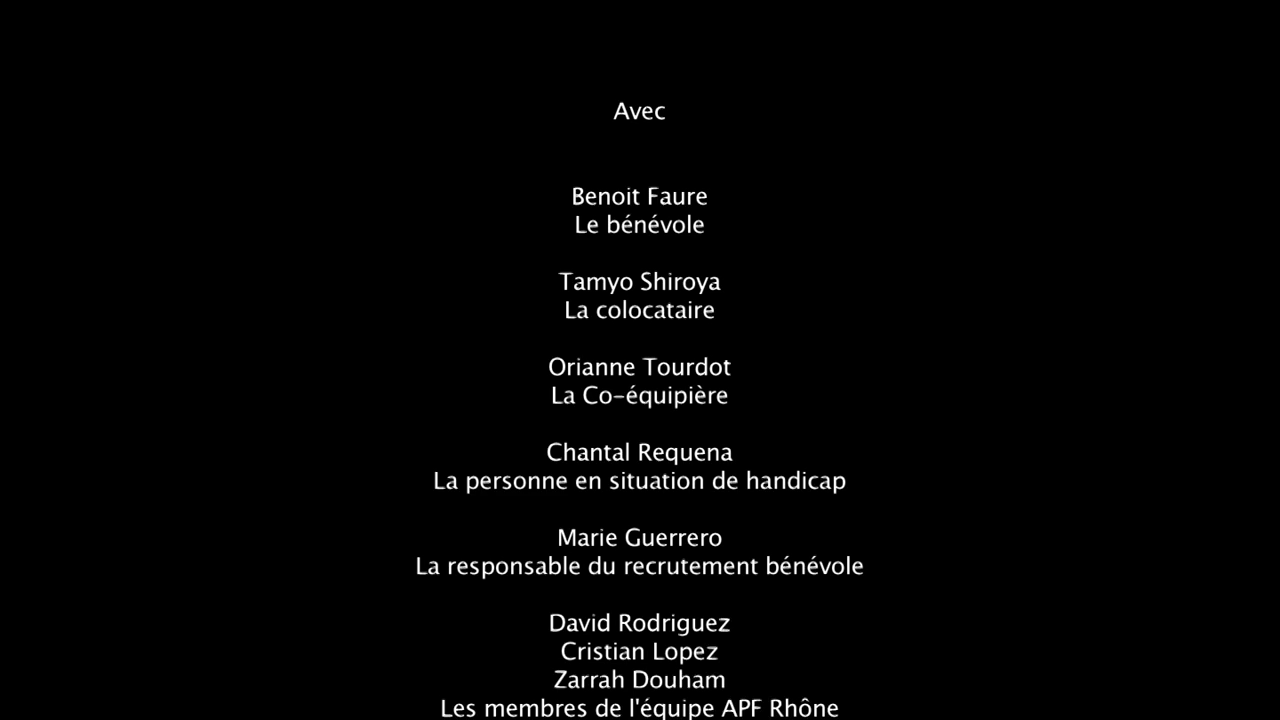 Avec
Benoit Faure
Le bénévole
Tamyo Shiroya
La colocataire
Orianne Tourdot
La Co-équipière
Chantal Requena
La personne en situation de handicap
Marie Guerrero
La responsable du recrutement bénévole
David Rodriguez
Cristian Lopez
Zarrah Douham
Les membres de l'équipe APF Rhône